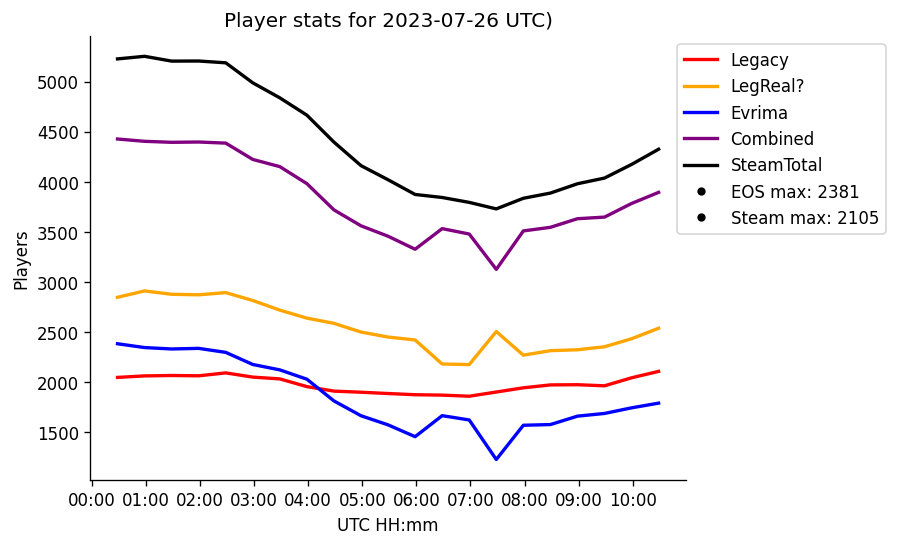 Player stats for 2023-07-26 UTC)
Legacy
LegReal?
Evrima
Combined
SteamTotal
EOS max: 2381
Steam max: 2105
Players
5000
4500
4000
3500
3000
2500
2000
1500
00:00 01:00 02:00 03:00 04:00 05:00 06:00 07:00 08:00 09:00 10:00
UTC HH:mm